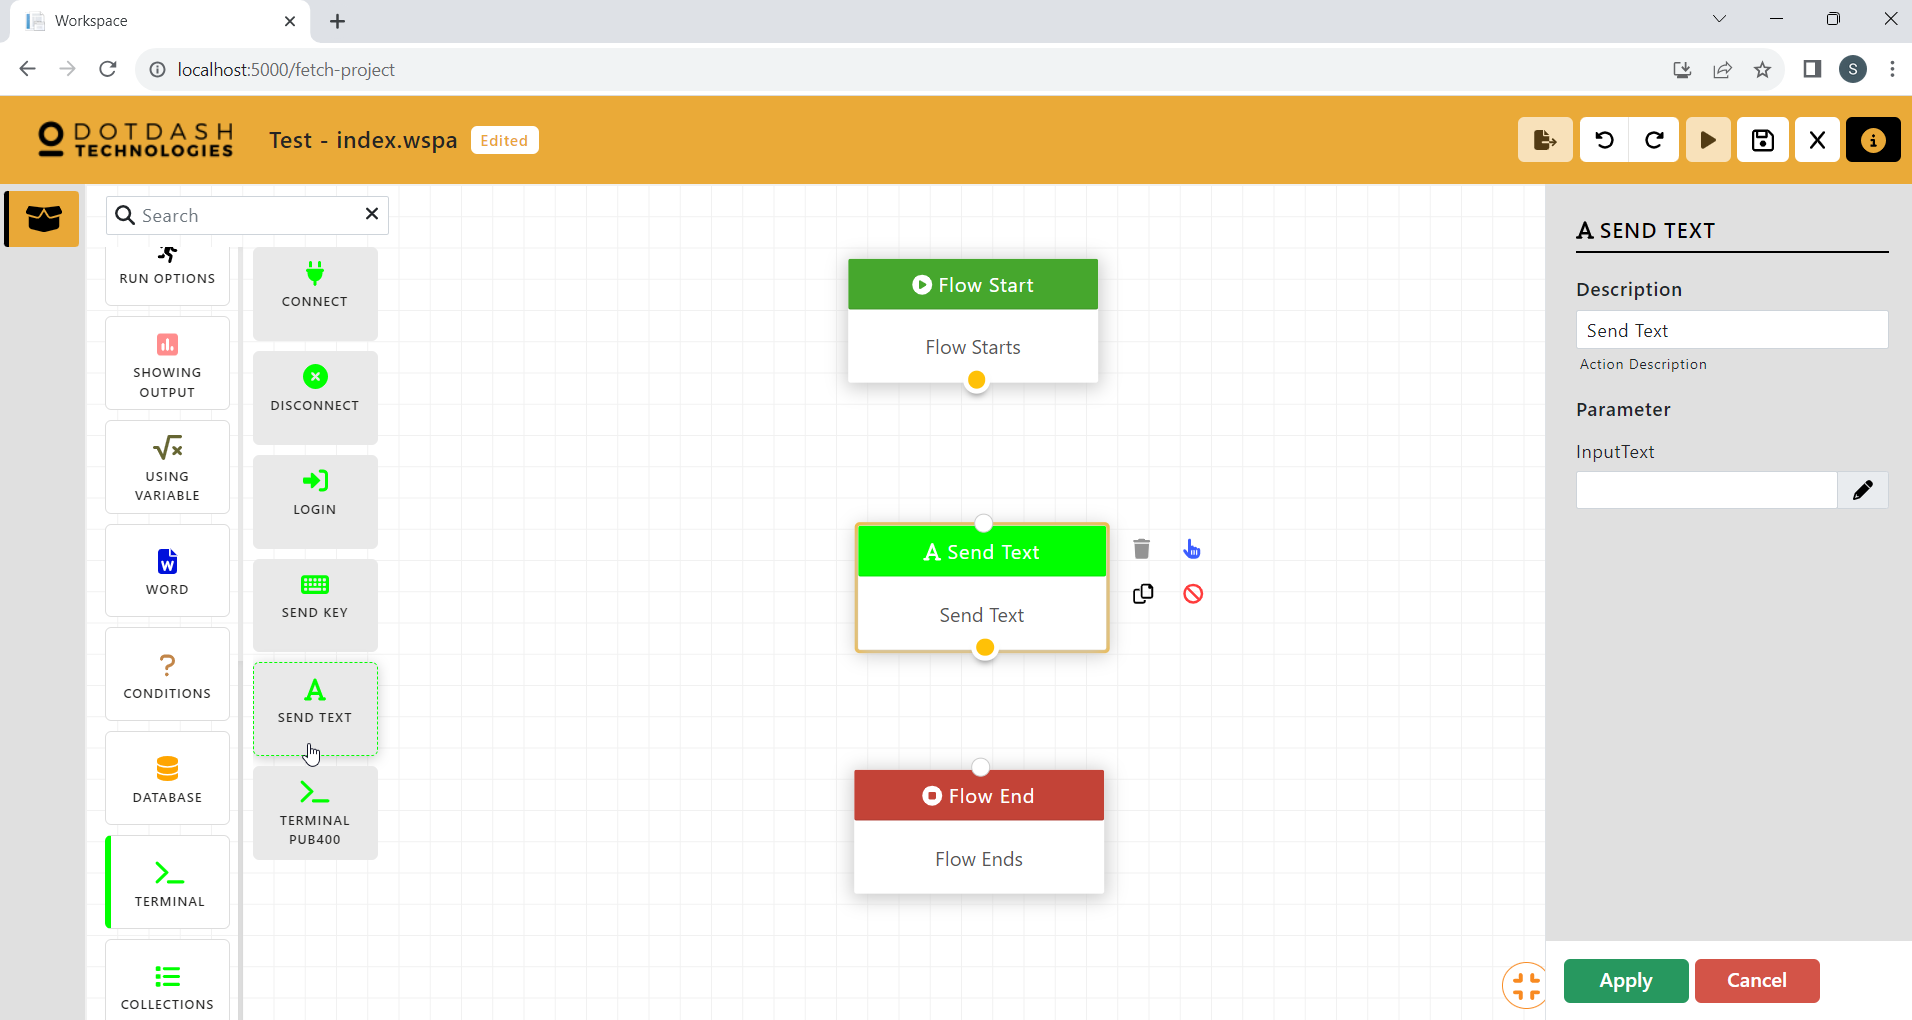 Workspace
localhost:5000/fetch-project
S
DOTDASH
TECHNOLOGIES
Test - index.wspa
Edited
Search
RUN OPTIONS
SHOWING
OUTPUT
USING
VARIABLE
WORD
CONDITIONS
DATABASE
TERMINAL
COLLECTIONS
CONNECT
DISCONNECT
LOGIN
SEND KEY
SEND TEXT
TERMINAL
PUB400
Flow Start
Flow Starts
Send Text
Send Text
Flow End
Flow Ends
SEND TEXT
Description
Send Text
Action Description
Parameter
InputText
Apply
Cancel